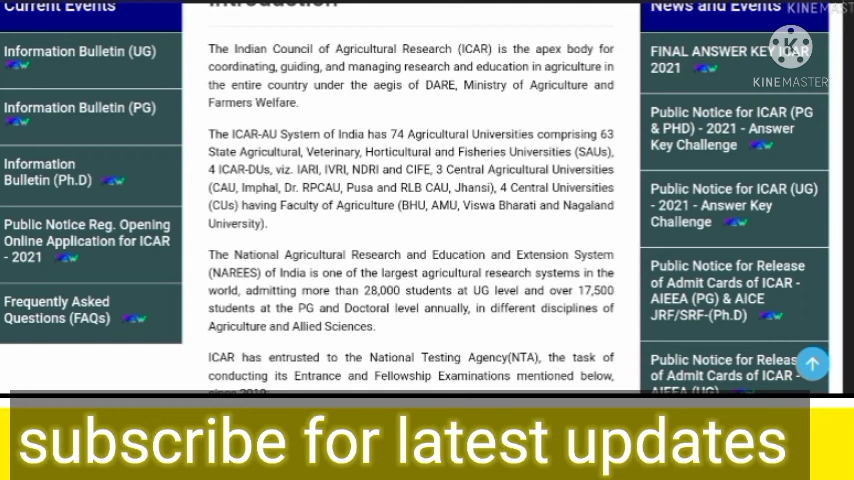 Current Events
Information Bulletin (UG)
Information Bulletin (PG)
Information
Bulletin (Ph.D)
Public Notice Reg. Opening
Online Application for ICAR
- 2021
Frequently Asked
Questions (FAQs)
Introduction
The Indian Council of Agricultural Research (ICAR) is the apex body for
coordinating, guiding, and managing research and education in agriculture in
the entire country under the aegis of DARE, Ministry of Agriculture and
Farmers Welfare.
The ICAR-AU System of India has 74 Agricultural Universities comprising 63
State Agricultural, Veterinary, Horticultural and Fisheries Universities (SAUs),
4 ICAR-DUs, viz. IARI, IVRI, NDRI and CIFE, 3 Central Agricultural Universities
(CAU, Imphal, Dr. RPCAU, Pusa and RLB CAU, Jhansi), 4 Central Universities
(CUs) having Faculty of Agriculture (BHU, AMU, Viswa Bharati and Nagaland
University).
The National Agricultural Research and Education and Extension System
(NAREES) of India is one of the largest agricultural research systems in the
world, admitting more than 28,000 students at UG level and over 17,500
students at the PG and Doctoral level annually, in different disciplines of
Agriculture and Allied Sciences.
ICAR has entrusted to the National Testing Agency(NTA), the task of
conducting its Entrance and Fellowship Examinations mentioned below,
since 2019:
News and Events
FINAL ANSWER KEY ICAR
2021
Public Notice for ICAR (PG
& PHD) - 2021 - Answer
Key Challenge
Public Notice for ICAR (UG)
- 2021 - Answer Key
Challenge
Public Notice for Release
of Admit Cards of ICAR -
AIEEA (PG) & AICE
JRF/SRF-(Ph.D)
Public Notice for Release
of Admit Cards of ICAR -
AIEEA (UG)
KINEMAST
K
KINEMASTER
subscribe for latest updates